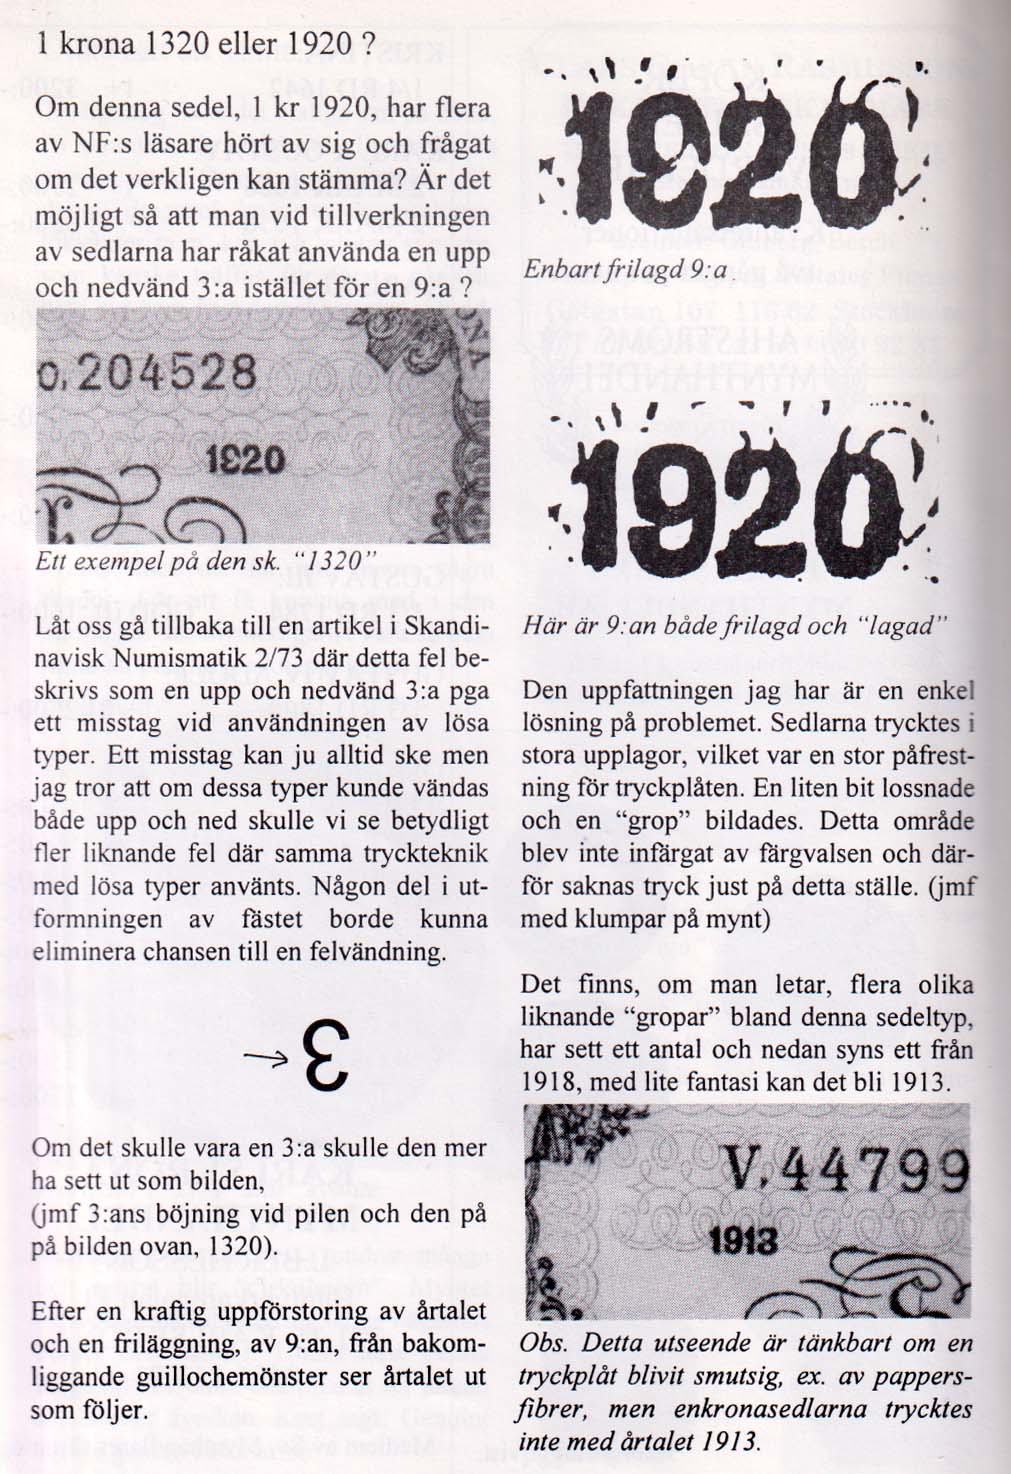 1 krona 1320 eller 1920 ?
Om denna sedel, 1 kr 1920, har flera
av NF:s läsare hört av sig och frågat
om det verkligen kan stämma? Är det
möjligt så att man vid tillverkningen
av sedlarna har råkat använda en upp
och nedvänd 3:a istället för en 9:a ?
o. 204528
1920
Ett exempel på den sk. “1320”
Låt oss gå tillbaka till en artikel i Skandi-
navisk Numismatik 2/73 där detta fel be-
skrivs som en upp och nedvänd 3:a pga
ett misstag vid användningen av lösa
typer. Ett misstag kan ju alltid ske men
jag tror att om dessa typer kunde vändas
både upp och ned skulle vi se betydligt
fler liknande fel där samma tryckteknik
med lösa typer använts. Någon del i ut-
formningen av fästet borde kunna
eliminera chansen till en felvändning.
→ Ɛ
Om det skulle vara en 3:a skulle den mer
ha sett ut som bilden,
(jmf 3:ans böjning vid pilen och den på
på bilden ovan, 1320).
Efter en kraftig uppförstoring av årtalet
och en friläggning, av 9:an, från bakom-
liggande guillochemönster ser årtalet ut
som följer.
1920
Enbart frilagd 9:a
1920
Här är 9:an både frilagd och “lagad”
Den uppfattningen jag har är en enkel
lösning på problemet. Sedlarna trycktes i
stora upplagor, vilket var en stor påfrest-
ning för tryckplåten. En liten bit lossnade
och en “grop” bildades. Detta område
blev inte infärgat av färgvalsen och där-
för saknas tryck just på detta ställe. (jmf
med klumpar på mynt)
Det finns, om man letar, flera olika
liknande “gropar” bland denna sedeltyp,
har sett ett antal och nedan syns ett från
1918, med lite fantasi kan det bli 1913.
V. 44799
1913
Obs. Detta utseende är tänkbart om en
tryckplåt blivit smutsig, ex. av pappers-
fibrer, men enkronasedlarna trycktes
inte med årtalet 1913.